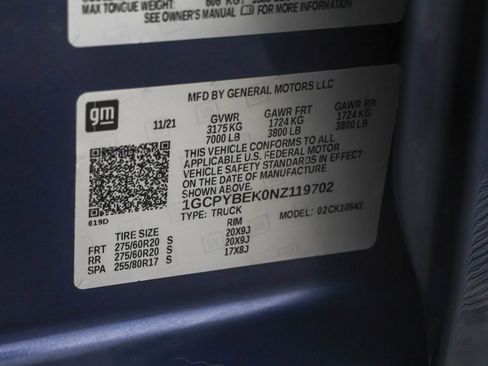 MAX TONGUE WEIGHT:
SEE OWNER'S MANUAL FOR MORE INFORMATION
gm
MFD BY GENERAL MOTORS LLC
11/21 GVWR GAWR FRT GAWR RR
3175 KG 1724 KG 1724 KG
7000 LB 3800 LB 3800 LB
THIS VEHICLE CONFORMS TO ALL
APPLICABLE U.S. FEDERAL MOTOR
VEHICLE SAFETY STANDARDS IN EFFECT
ON THE DATE OF MANUFACTURE
SHOWN ABOVE.
1GCPYBEK0NZ119702
TYPE: TRUCK MODEL: 02CK10543
619D
TIRE SIZE RIM
FRT 275/60R20 S 20X9J
RR 275/60R20 S 20X9J
SPA 255/80R17 S 17X8J